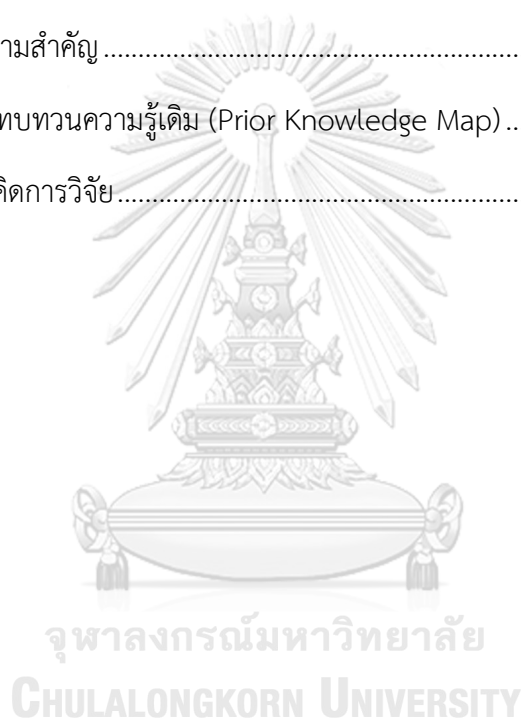 ามสำคัญ........................................................................
ทบทวนความรู้เดิม (Prior Knowledge Map)..
คิดการวิจัย......................................................................
จุฬาลงกรณ์มหาวิทยาลัย
CHULALONGKORN UNIVERSITY